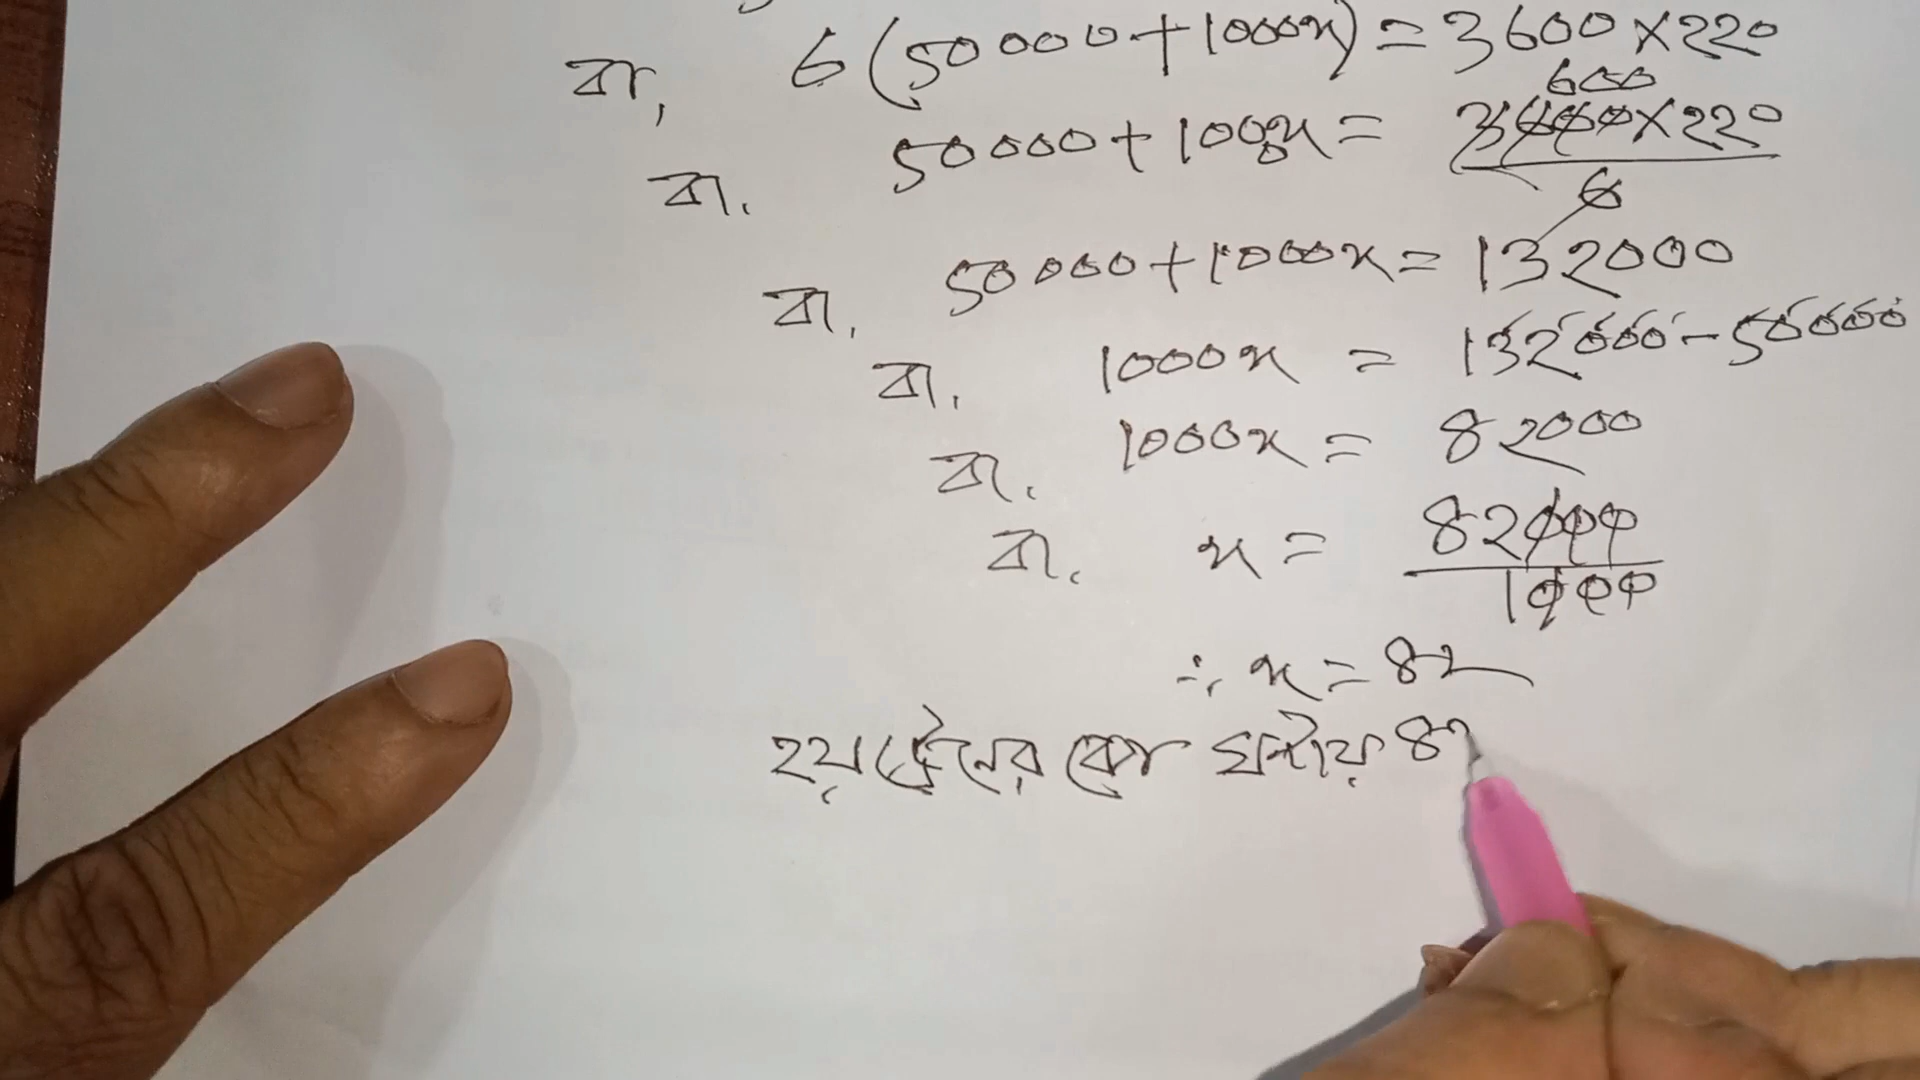 বা, 6(50000+1000x)=3600×220
600
বা, 50000+1000x= 3600×220
6
বা, 50000+1000x=132000
বা, 1000x = 132000-50000
বা, 1000x = 82000
বা, x = 82000
1000
∴ x = 82
২য় ট্রেনের বেগ ঘন্টায় 82